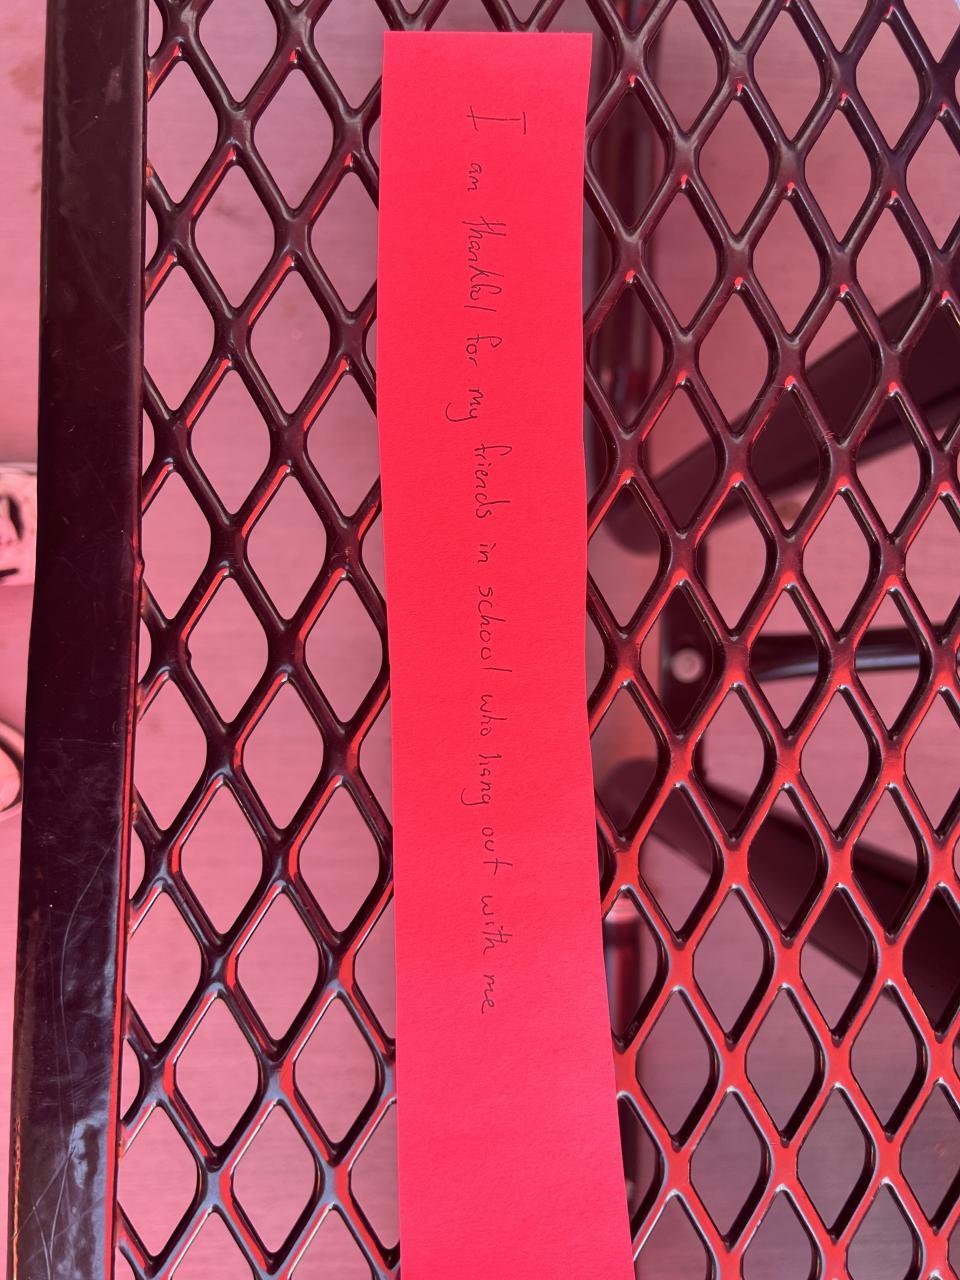 I am thankful for my friends in school who hang out with me